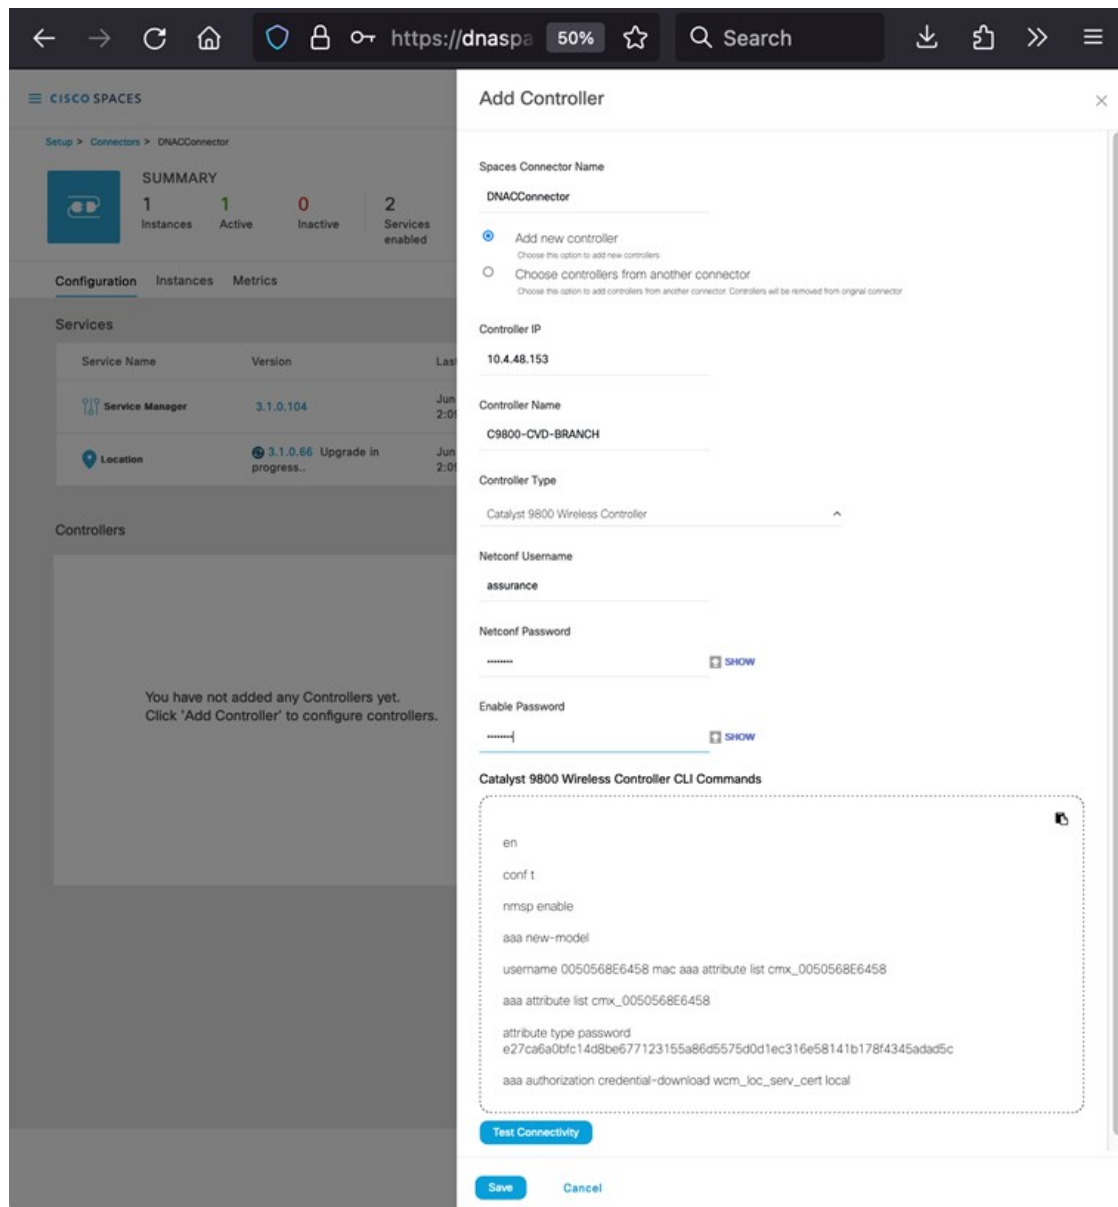 https://dnaspa 50% Search
CISCO SPACES
Setup > Connectors > DNACConnector
SUMMARY
1 1 0 2
Instances Active Inactive Services
enabled
Configuration Instances Metrics
Services
Service Name Version Las
Service Manager 3.1.0.104 Jun
2:09
Location 3.1.0.66 Upgrade in Jun
progress.. 2:09
Controllers
You have not added any Controllers yet.
Click 'Add Controller' to configure controllers.
Add Controller
Spaces Connector Name
DNACConnector
Add new controller
Choose this option to add new controllers
Choose controllers from another connector
Choose this option to add controllers from another connector. Controllers will be removed from original connector
Controller IP
10.4.48.153
Controller Name
C9800-CVD-BRANCH
Controller Type
Catalyst 9800 Wireless Controller
Netconf Username
assurance
Netconf Password
•••••••• SHOW
Enable Password
•••••••• SHOW
Catalyst 9800 Wireless Controller CLI Commands
en
conf t
nmsp enable
aaa new-model
username 0050568E6458 mac aaa attribute list cmx_0050568E6458
aaa attribute list cmx_0050568E6458
attribute type password
e27ca6a0bfc14d8be677123155a86d5575d0d1ec316e58141b178f4345adad5c
aaa authorization credential-download wcm_loc_serv_cert local
Test Connectivity
Save Cancel